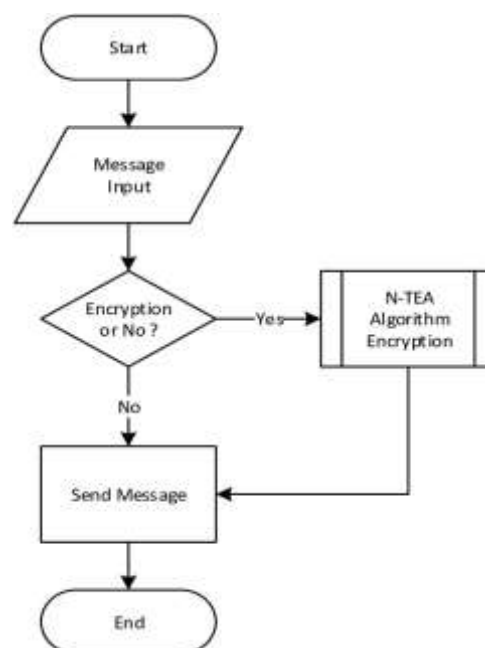 Start
Message
Input
Encryption
or No ?
Yes
N-TEA
Algorithm
Encryption
No
Send Message
End